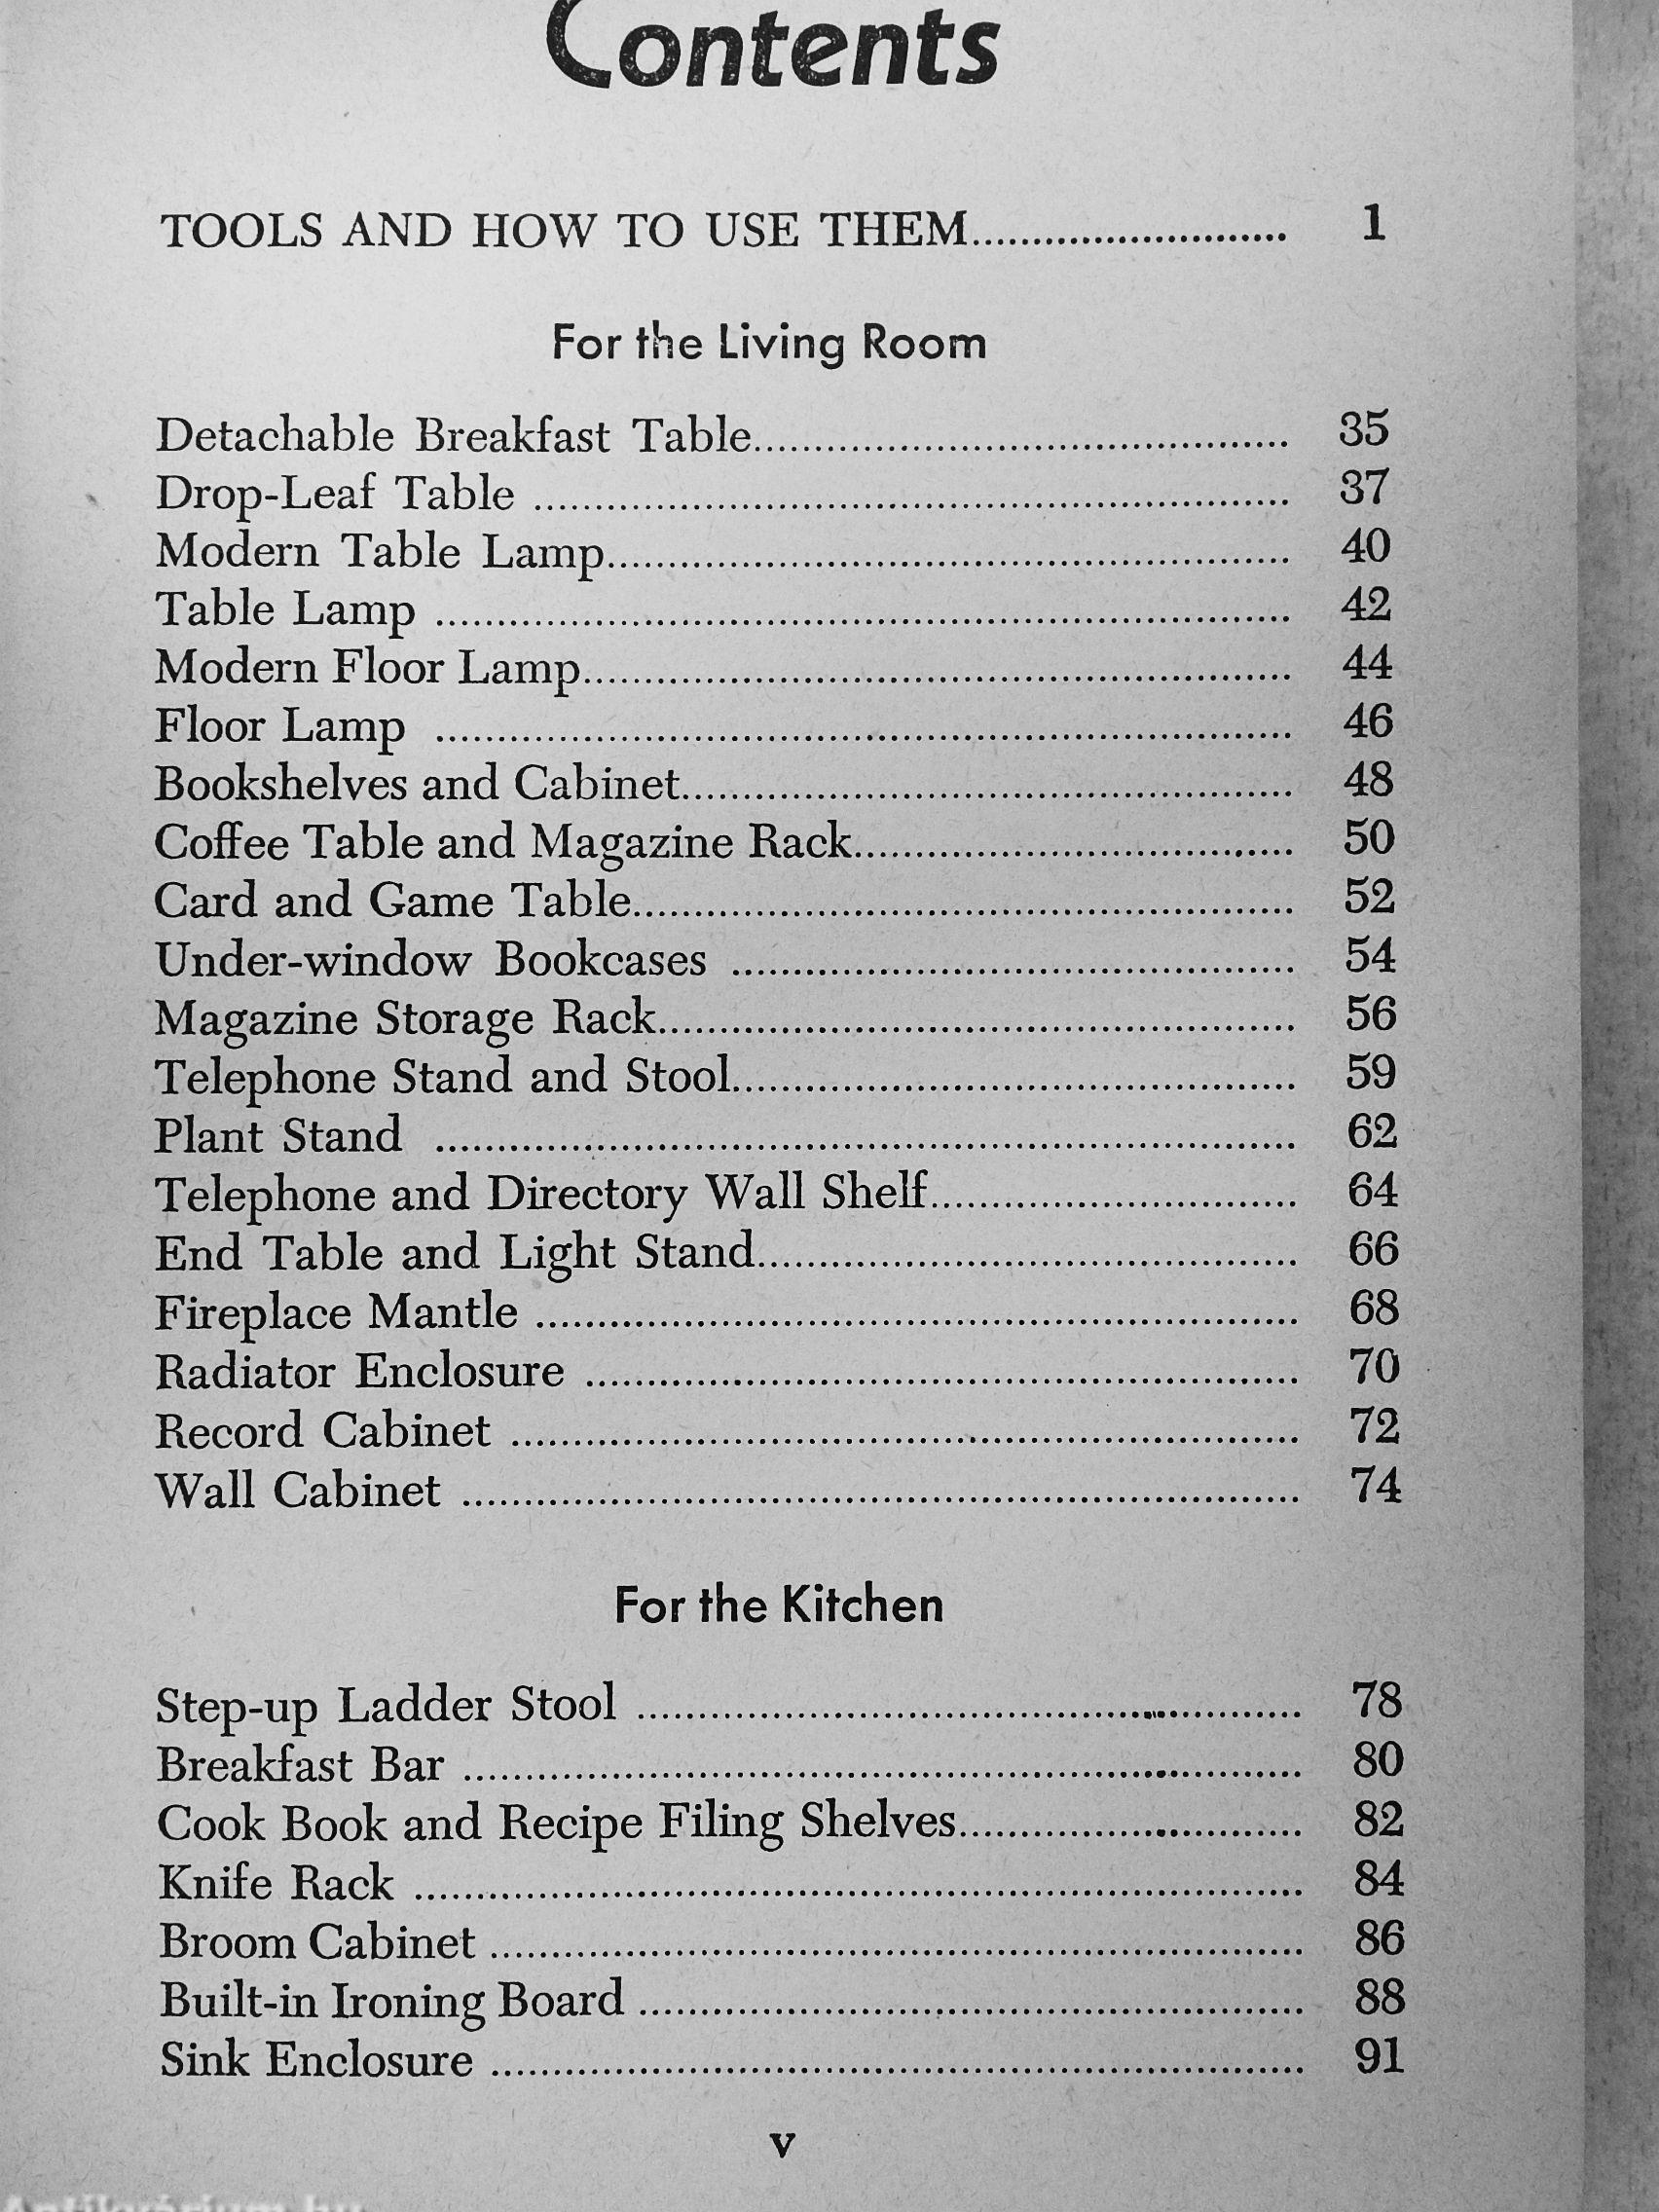 Contents
TOOLS AND HOW TO USE THEM........................... 1
For the Living Room
Detachable Breakfast Table............................................ 35
Drop-Leaf Table ............................................................. 37
Modern Table Lamp....................................................... 40
Table Lamp ..................................................................... 42
Modern Floor Lamp......................................................... 44
Floor Lamp ..................................................................... 46
Bookshelves and Cabinet................................................. 48
Coffee Table and Magazine Rack.................................... 50
Card and Game Table..................................................... 52
Under-window Bookcases .............................................. 54
Magazine Storage Rack.................................................... 56
Telephone Stand and Stool.............................................. 59
Plant Stand ...................................................................... 62
Telephone and Directory Wall Shelf.............................. 64
End Table and Light Stand............................................ 66
Fireplace Mantle .............................................................. 68
Radiator Enclosure .......................................................... 70
Record Cabinet ................................................................ 72
Wall Cabinet .................................................................... 74
For the Kitchen
Step-up Ladder Stool ...................................................... 78
Breakfast Bar .................................................................... 80
Cook Book and Recipe Filing Shelves............................ 82
Knife Rack ........................................................................ 84
Broom Cabinet .................................................................. 86
Built-in Ironing Board ...................................................... 88
Sink Enclosure .................................................................. 91
v